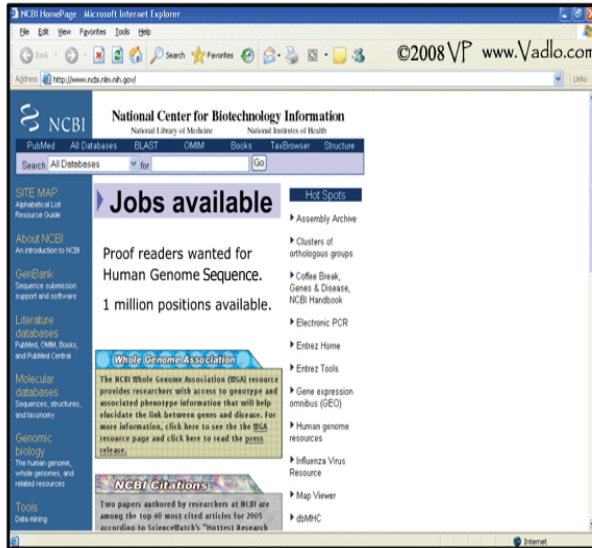 NCBI HomePage - Microsoft Internet Explorer
File Edit View Favorites Tools Help
©2008 VP www.Vadlo.com
Back Search Favorites
Address http://www.ncbi.nlm.nih.gov/ Links
NCBI
National Center for Biotechnology Information
National Library of Medicine National Institutes of Health
PubMed All Databases BLAST OMIM Books TaxBrowser Structure
Search All Databases for Go
SITE MAP
Alphabetical List
Resource Guide
About NCBI
An introduction to NCBI
GenBank
Sequence submission
support and software
Literature
databases
PubMed, OMIM, Books,
and PubMed Central
Molecular
databases
Sequences, structures,
and taxonomy
Genomic
biology
The human genome,
whole genomes, and
related resources
Tools
Data mining
Jobs available
Proof readers wanted for
Human Genome Sequence.
1 million positions available.
Whole Genome Association
The NCBI Whole Genome Association (WGA) resource
provides researchers with access to genotype and
associated phenotype information that will help
elucidate the link between genes and disease. For
more information, click here to see the the WGA
resource page and click here to read the press
release.
NCBI Citations
Two papers authored by researchers at NCBI are
among the top 40 most cited articles for 2005
according to ScienceWatch's "Hottest Research
Hot Spots
Assembly Archive
Clusters of
orthologous groups
Coffee Break,
Genes & Disease,
NCBI Handbook
Electronic PCR
Entrez Home
Entrez Tools
Gene expression
omnibus (GEO)
Human genome
resources
Influenza Virus
Resource
Map Viewer
dbMHC
Internet